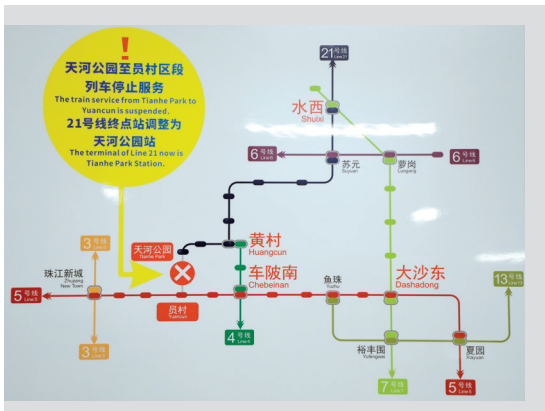 !
天河公园至员村区段
列车停止服务
The train service from Tianhe Park to
Yuancun is suspended.
21号线终点站调整为
天河公园站
The terminal of Line 21 now is
Tianhe Park Station.
21 号线
Line 21
水西
Shuixi
6 号线
Line 6
苏元
Suyuan
萝岗
Luogang
6 号线
Line 6
3 号线
Line 3
天河公园
Tianhe Park
黄村
Huangcun
珠江新城
Zhujiang
New Town
车陂南
Chebeinan
鱼珠
Yuzhu
大沙东
Dashadong
13 号线
Line 13
5 号线
Line 5
员村
Yuancun
3 号线
Line 3
4 号线
Line 4
裕丰围
Yufengwei
夏园
Xiayuan
7 号线
Line 7
5 号线
Line 5